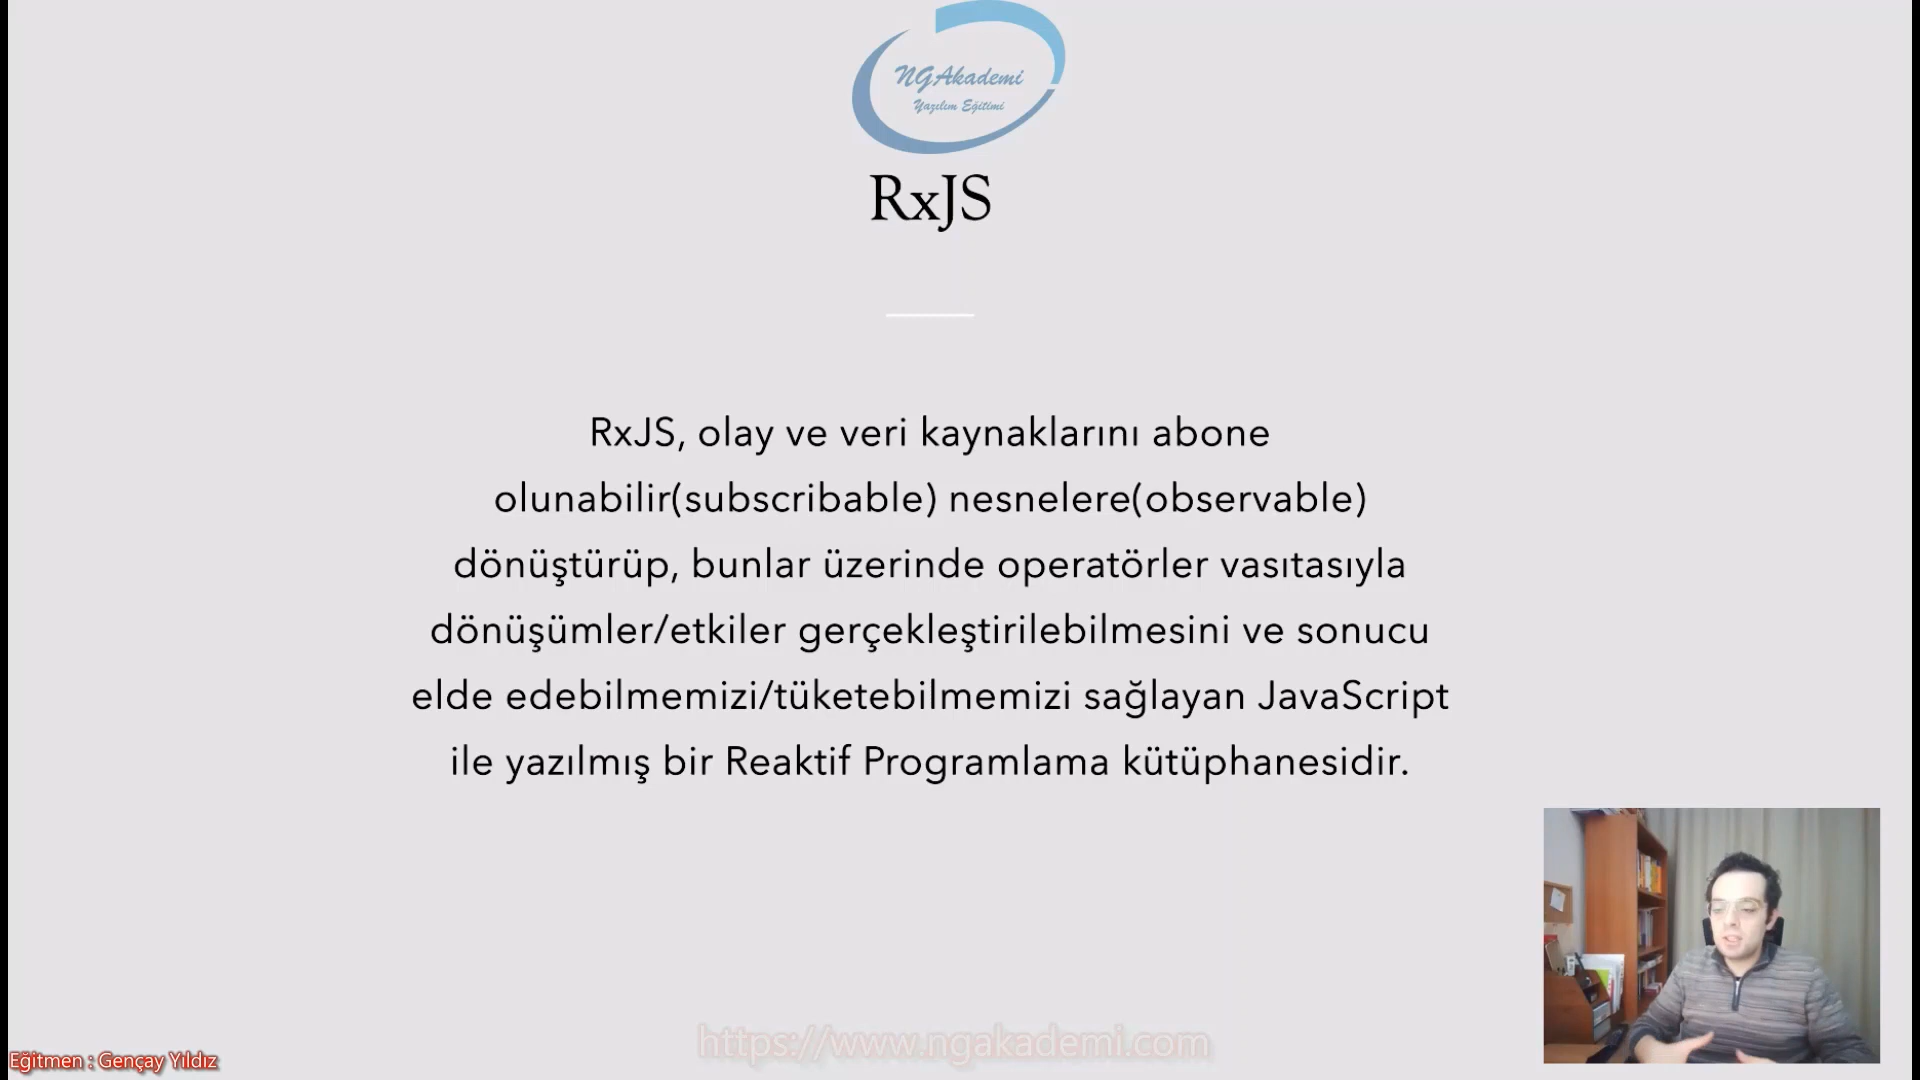 NGAkademi
Yazılım Eğitimi
RxJS
RxJS, olay ve veri kaynaklarını abone
olunabilir(subscribable) nesnelere(observable)
dönüştürüp, bunlar üzerinde operatörler vasıtasıyla
dönüşümler/etkiler gerçekleştirilebilmesini ve sonucu
elde edebilmemizi/tüketebilmemizi sağlayan JavaScript
ile yazılmış bir Reaktif Programlama kütüphanesidir.
https://www.ngakademi.com
Eğitmen : Gençay Yıldız